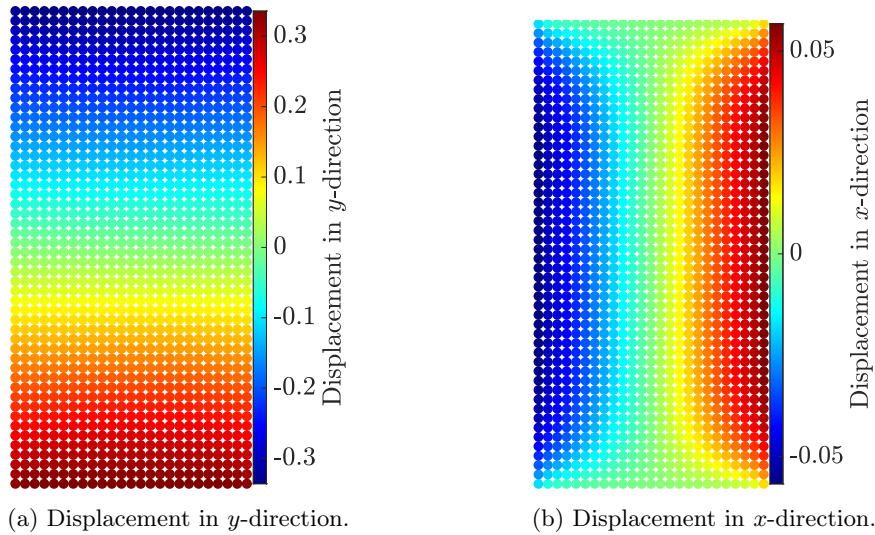 0.3
0.2
0.1
0
-0.1
-0.2
-0.3
Displacement in y-direction
(a) Displacement in y-direction.
0.05
0
-0.05
Displacement in x-direction
(b) Displacement in x-direction.